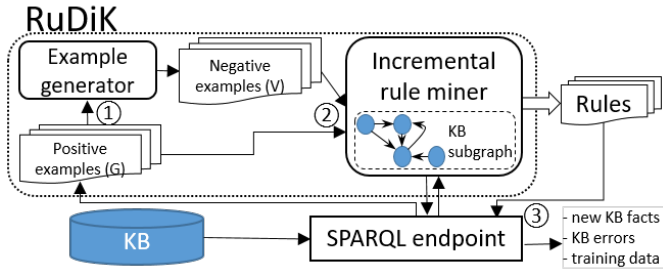 RuDiK
Example
generator
Negative
examples (V)
Incremental
rule miner
①
②
Positive
examples (G)
KB
subgraph
Rules
KB
SPARQL endpoint
③
- new KB facts
- KB errors
- training data